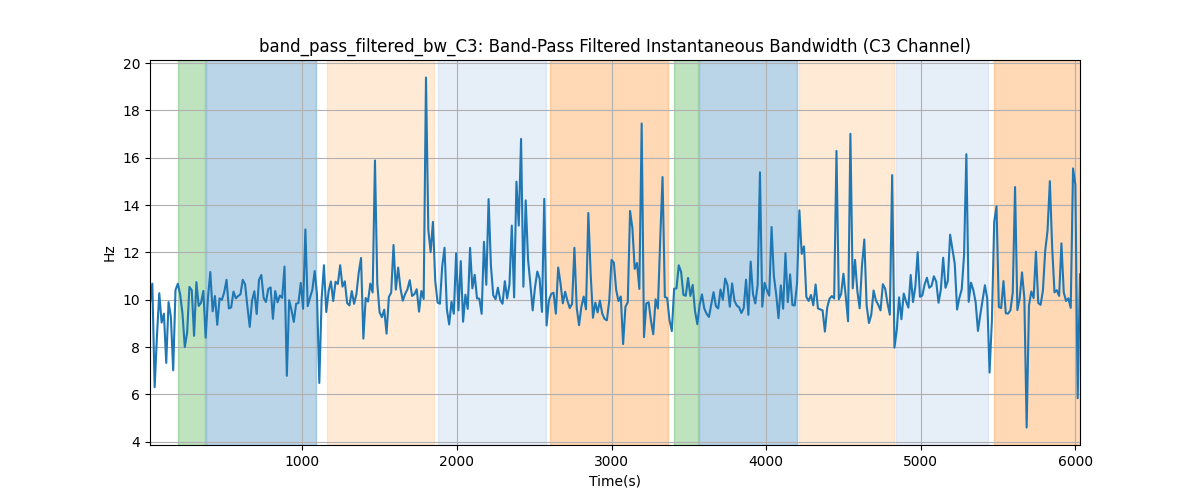 band_pass_filtered_bw_C3: Band-Pass Filtered Instantaneous Bandwidth (C3 Channel)
20
18
16
14
12
10
8
6
4
Hz
1000 2000 3000 4000 5000 6000
Time(s)